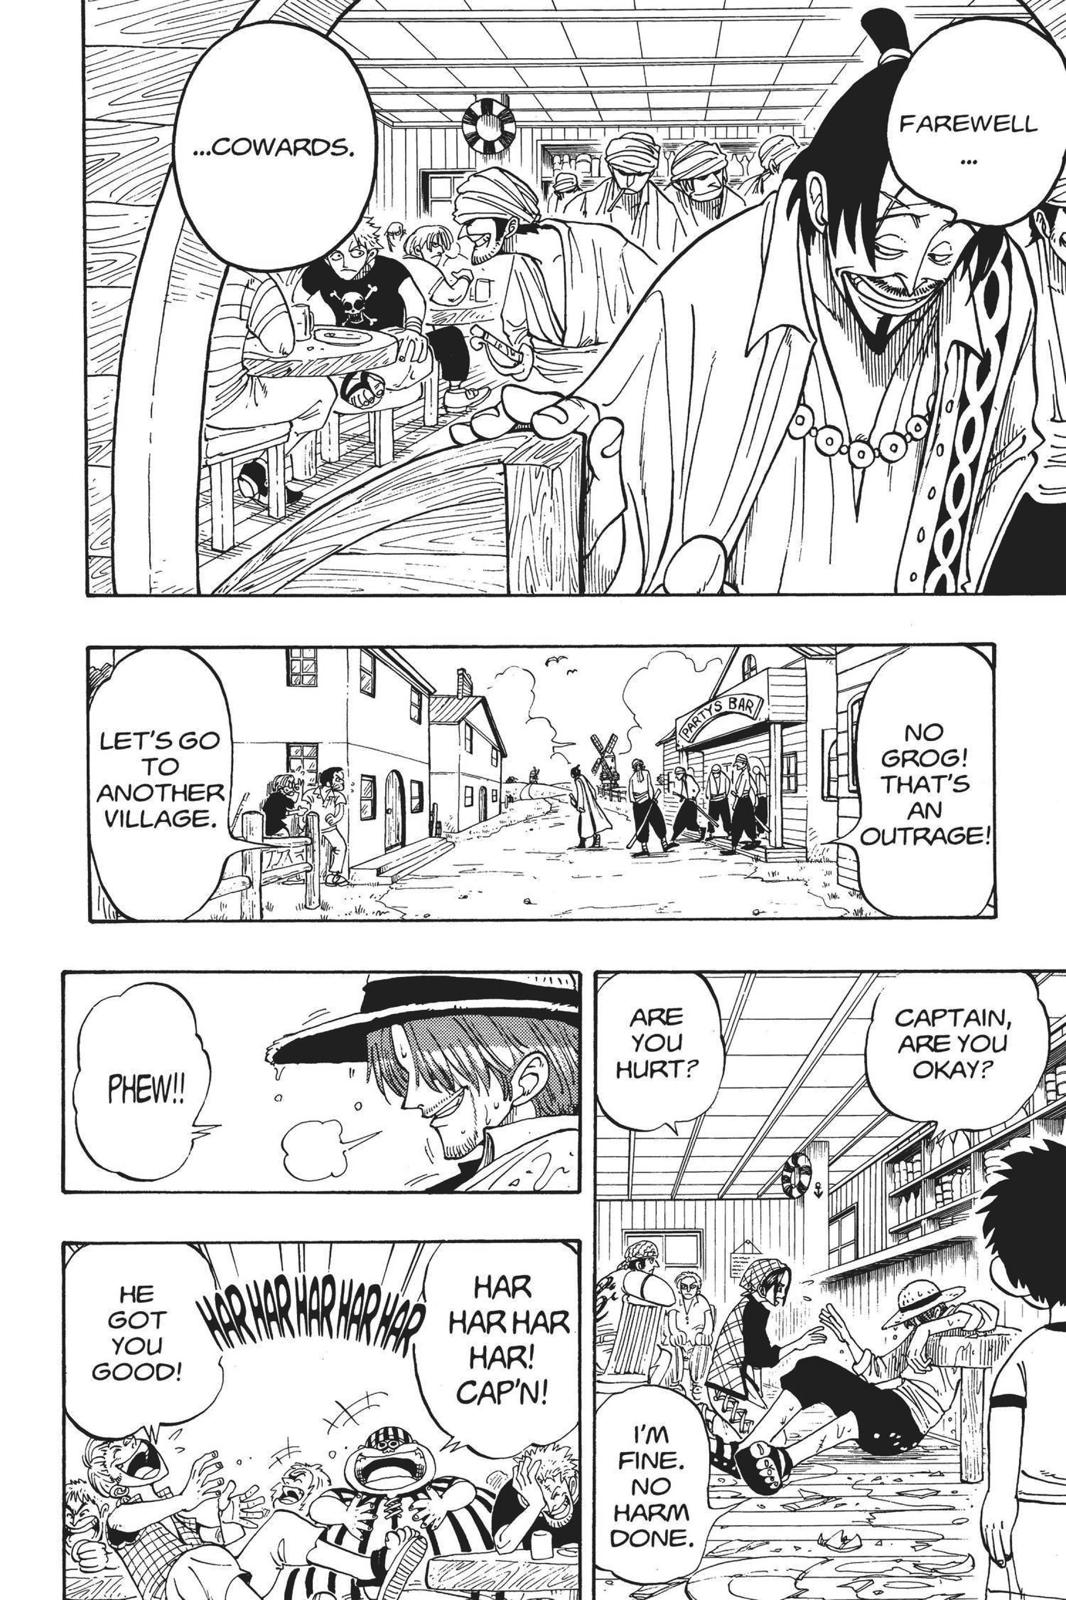 FAREWELL
...
...COWARDS.
NO
GROG!
THAT'S
AN
OUTRAGE!
PARTYS BAR
LET'S GO
TO
ANOTHER
VILLAGE.
CAPTAIN,
ARE YOU
OKAY?
ARE
YOU
HURT?
I'M
FINE.
NO
HARM
DONE.
PHEW!!
HAR
HAR HAR
HAR!
CAP'N!
HAR HAR HAR HAR HAR
HE
GOT
YOU
GOOD!